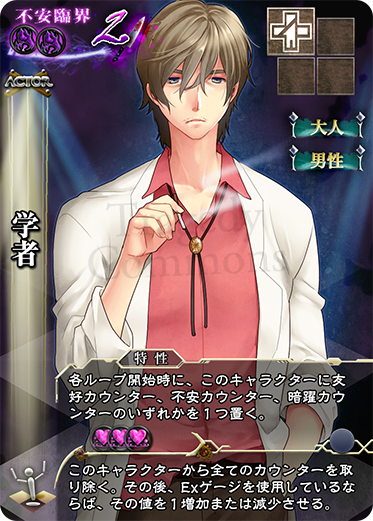 不安臨界
2
ACTOR
大人
男性
学者
Tragedy
Commons
特性
各ループ開始時に、このキャラクターに友
好カウンター、不安カウンター、暗躍カウ
ンターのいずれかを1つ置く。
このキャラクターから全てのカウンターを取
り除く。その後、Exゲージを使用しているな
らば、その値を1増加または減少させる。